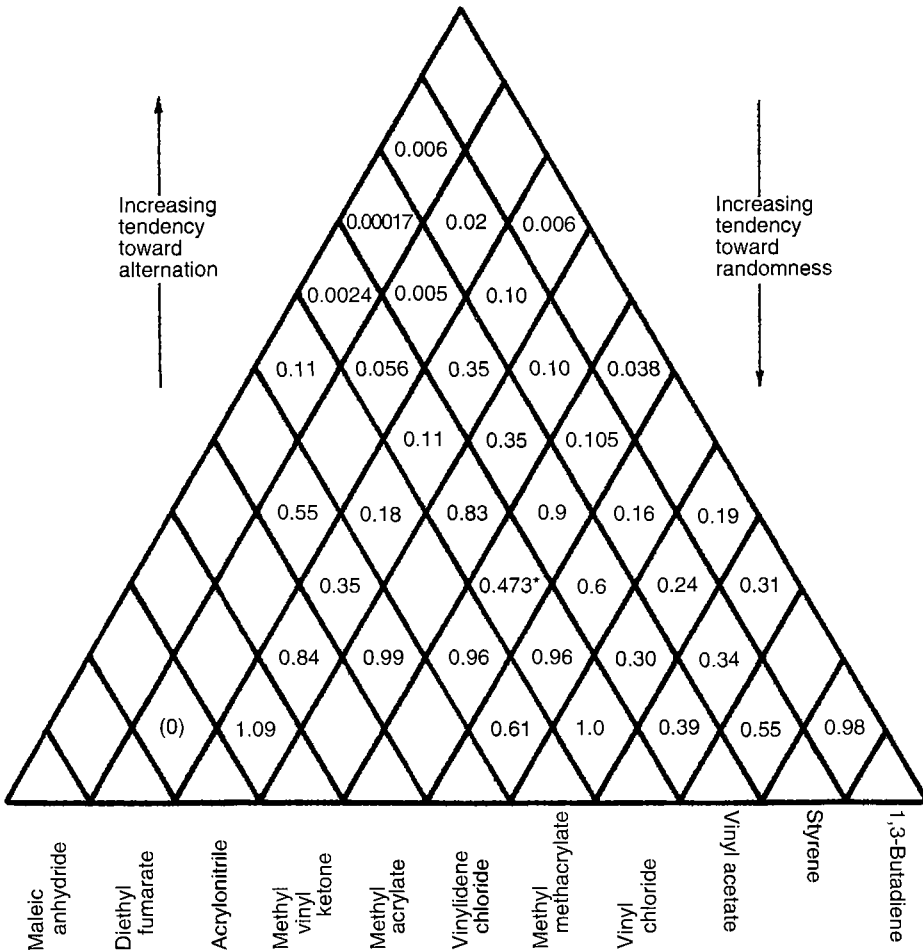 0.006
Increasing
tendency
toward
alternation
Increasing
tendency
toward
randomness
0.00017 0.02 0.006
0.0024 0.005 0.10
0.11 0.056 0.35 0.10 0.038
0.11 0.35 0.105
0.55 0.18 0.83 0.9 0.16 0.19
0.35 0.473* 0.6 0.24 0.31
0.84 0.99 0.96 0.96 0.30 0.34
(0) 1.09 0.61 1.0 0.39 0.55 0.98
Maleic
anhydride
Diethyl
fumarate
Acrylonitrile
Methyl
vinyl
ketone
Methyl
acrylate
Vinylidene
chloride
Methyl
methacrylate
Vinyl
chloride
Vinyl acetate
Styrene
1,3-Butadiene